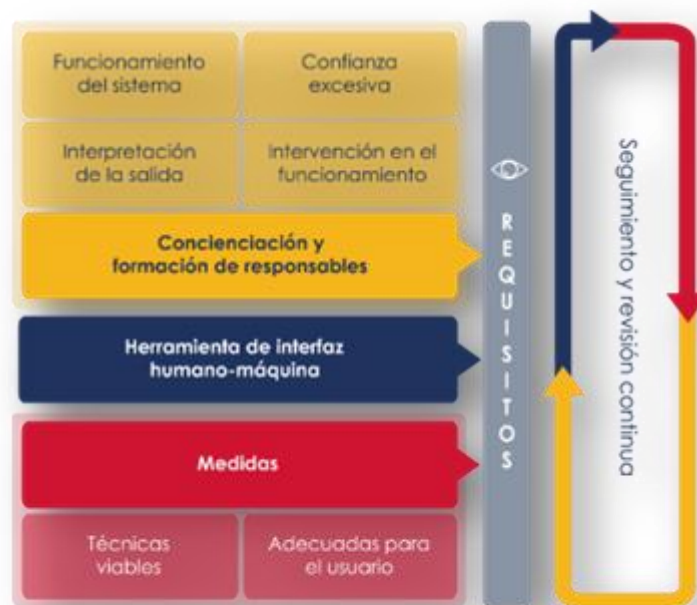 Funcionamiento
del sistema
Confianza
excesiva
Interpretación
de la salida
Intervención en el
funcionamiento
Concienciación y
formación de responsables
Herramienta de interfaz
humano-máquina
Medidas
Técnicas
viables
Adecuadas para
el usuario
REQUISITOS
Seguimiento y revisión continua